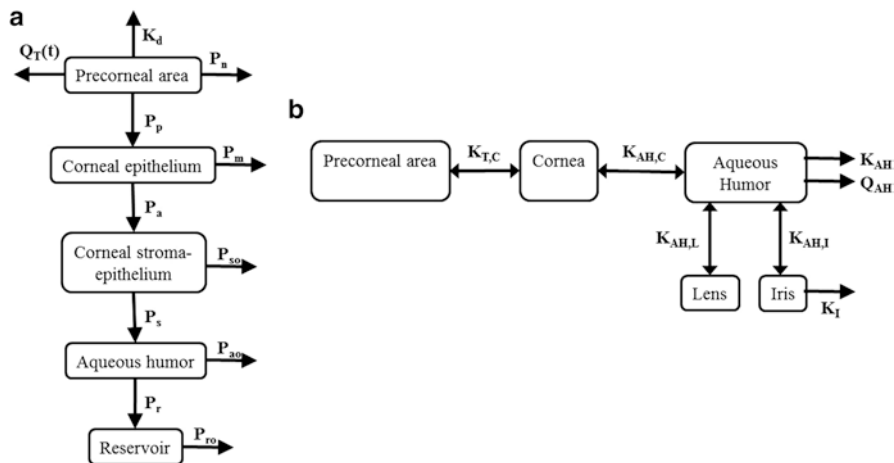 a
K_d
Q_T(t)
P_n
Precorneal area
P_p
Corneal epithelium
P_m
P_a
Corneal stroma-
epithelium
P_so
P_s
Aqueous humor
P_ao
P_r
Reservoir
P_ro
b
Precorneal area
K_T,C
Cornea
K_AH,C
Aqueous
Humor
K_AH
Q_AH
K_AH,L
K_AH,I
Lens
Iris
K_I